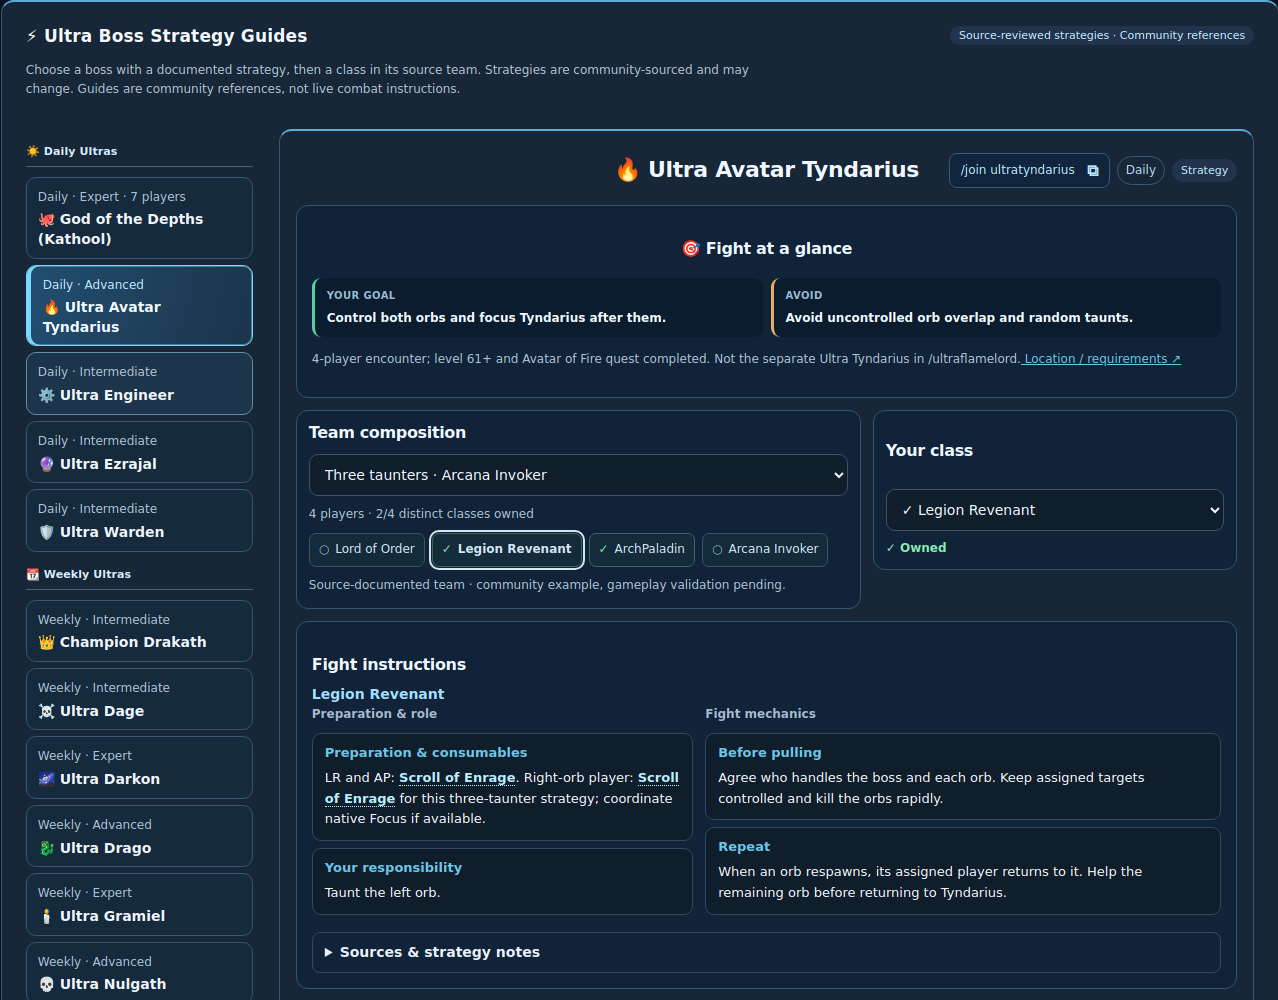 ⚡ Ultra Boss Strategy Guides
Source-reviewed strategies · Community references
Choose a boss with a documented strategy, then a class in its source team. Strategies are community-sourced and may
change. Guides are community references, not live combat instructions.
☀️ Daily Ultras
Daily · Expert · 7 players
🐙 God of the Depths
(Kathool)
Daily · Advanced
🔥 Ultra Avatar
Tyndarius
Daily · Intermediate
⚙️ Ultra Engineer
Daily · Intermediate
🔮 Ultra Ezrajal
Daily · Intermediate
🛡️ Ultra Warden
📆 Weekly Ultras
Weekly · Intermediate
👑 Champion Drakath
Weekly · Intermediate
☠️ Ultra Dage
Weekly · Expert
🌌 Ultra Darkon
Weekly · Advanced
🐉 Ultra Drago
Weekly · Expert
🕯️ Ultra Gramiel
Weekly · Advanced
💀 Ultra Nulgath
🔥 Ultra Avatar Tyndarius
/join ultratyndarius ⧉
Daily
Strategy
🎯 Fight at a glance
YOUR GOAL
Control both orbs and focus Tyndarius after them.
AVOID
Avoid uncontrolled orb overlap and random taunts.
4-player encounter; level 61+ and Avatar of Fire quest completed. Not the separate Ultra Tyndarius in /ultraflamelord. Location / requirements ↗
Team composition
Three taunters · Arcana Invoker
4 players · 2/4 distinct classes owned
○ Lord of Order
✓ Legion Revenant
✓ ArchPaladin
○ Arcana Invoker
Source-documented team · community example, gameplay validation pending.
Your class
✓ Legion Revenant
✓ Owned
Fight instructions
Legion Revenant
Preparation & role
Preparation & consumables
LR and AP: Scroll of Enrage. Right-orb player: Scroll
of Enrage for this three-taunter strategy; coordinate
native Focus if available.
Your responsibility
Taunt the left orb.
Fight mechanics
Before pulling
Agree who handles the boss and each orb. Keep assigned targets
controlled and kill the orbs rapidly.
Repeat
When an orb respawns, its assigned player returns to it. Help the
remaining orb before returning to Tyndarius.
▶ Sources & strategy notes